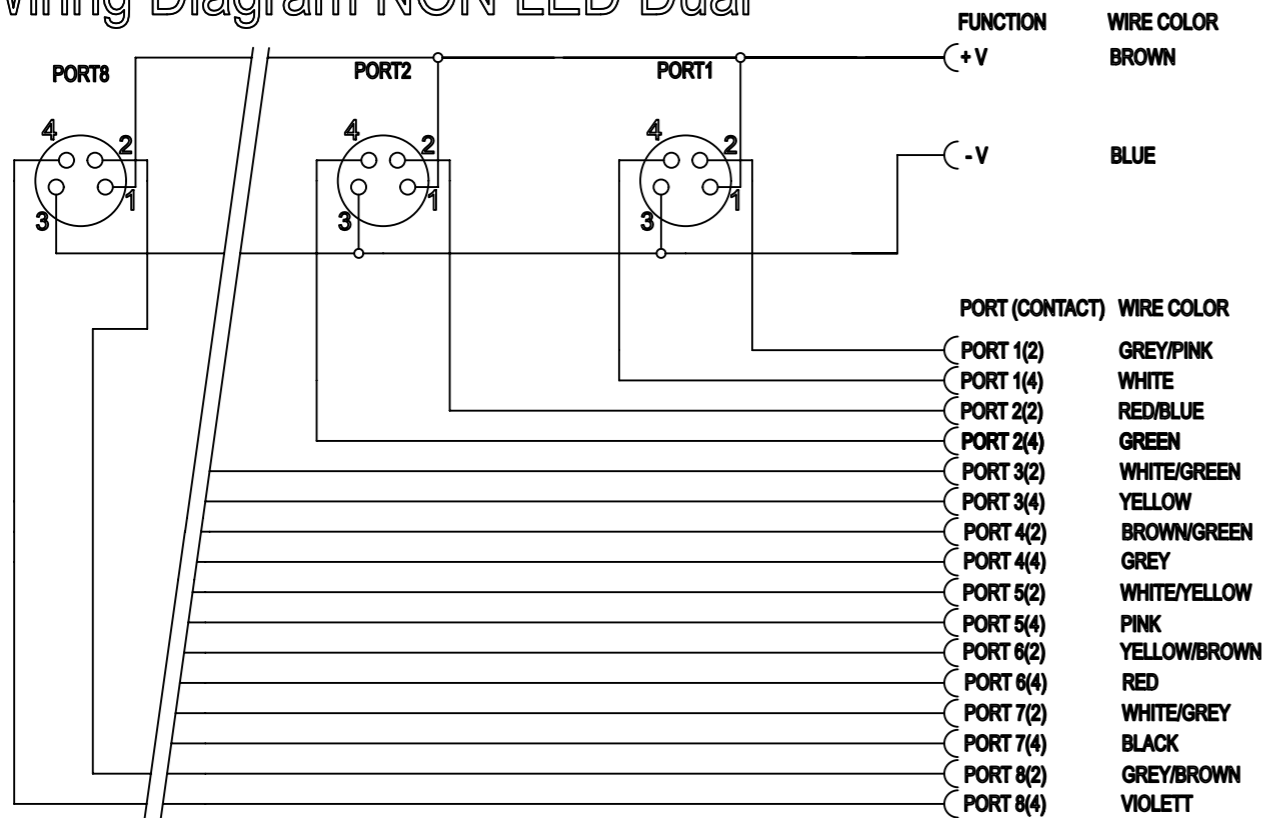 Wiring Diagram NON LED Dual
FUNCTION WIRE COLOR
+ V BROWN
PORT8 PORT2 PORT1
4 2 4 2 4 2
- V BLUE
3 1 3 1 3 1
PORT (CONTACT) WIRE COLOR
PORT 1(2) GREY/PINK
PORT 1(4) WHITE
PORT 2(2) RED/BLUE
PORT 2(4) GREEN
PORT 3(2) WHITE/GREEN
PORT 3(4) YELLOW
PORT 4(2) BROWN/GREEN
PORT 4(4) GREY
PORT 5(2) WHITE/YELLOW
PORT 5(4) PINK
PORT 6(2) YELLOW/BROWN
PORT 6(4) RED
PORT 7(2) WHITE/GREY
PORT 7(4) BLACK
PORT 8(2) GREY/BROWN
PORT 8(4) VIOLETT